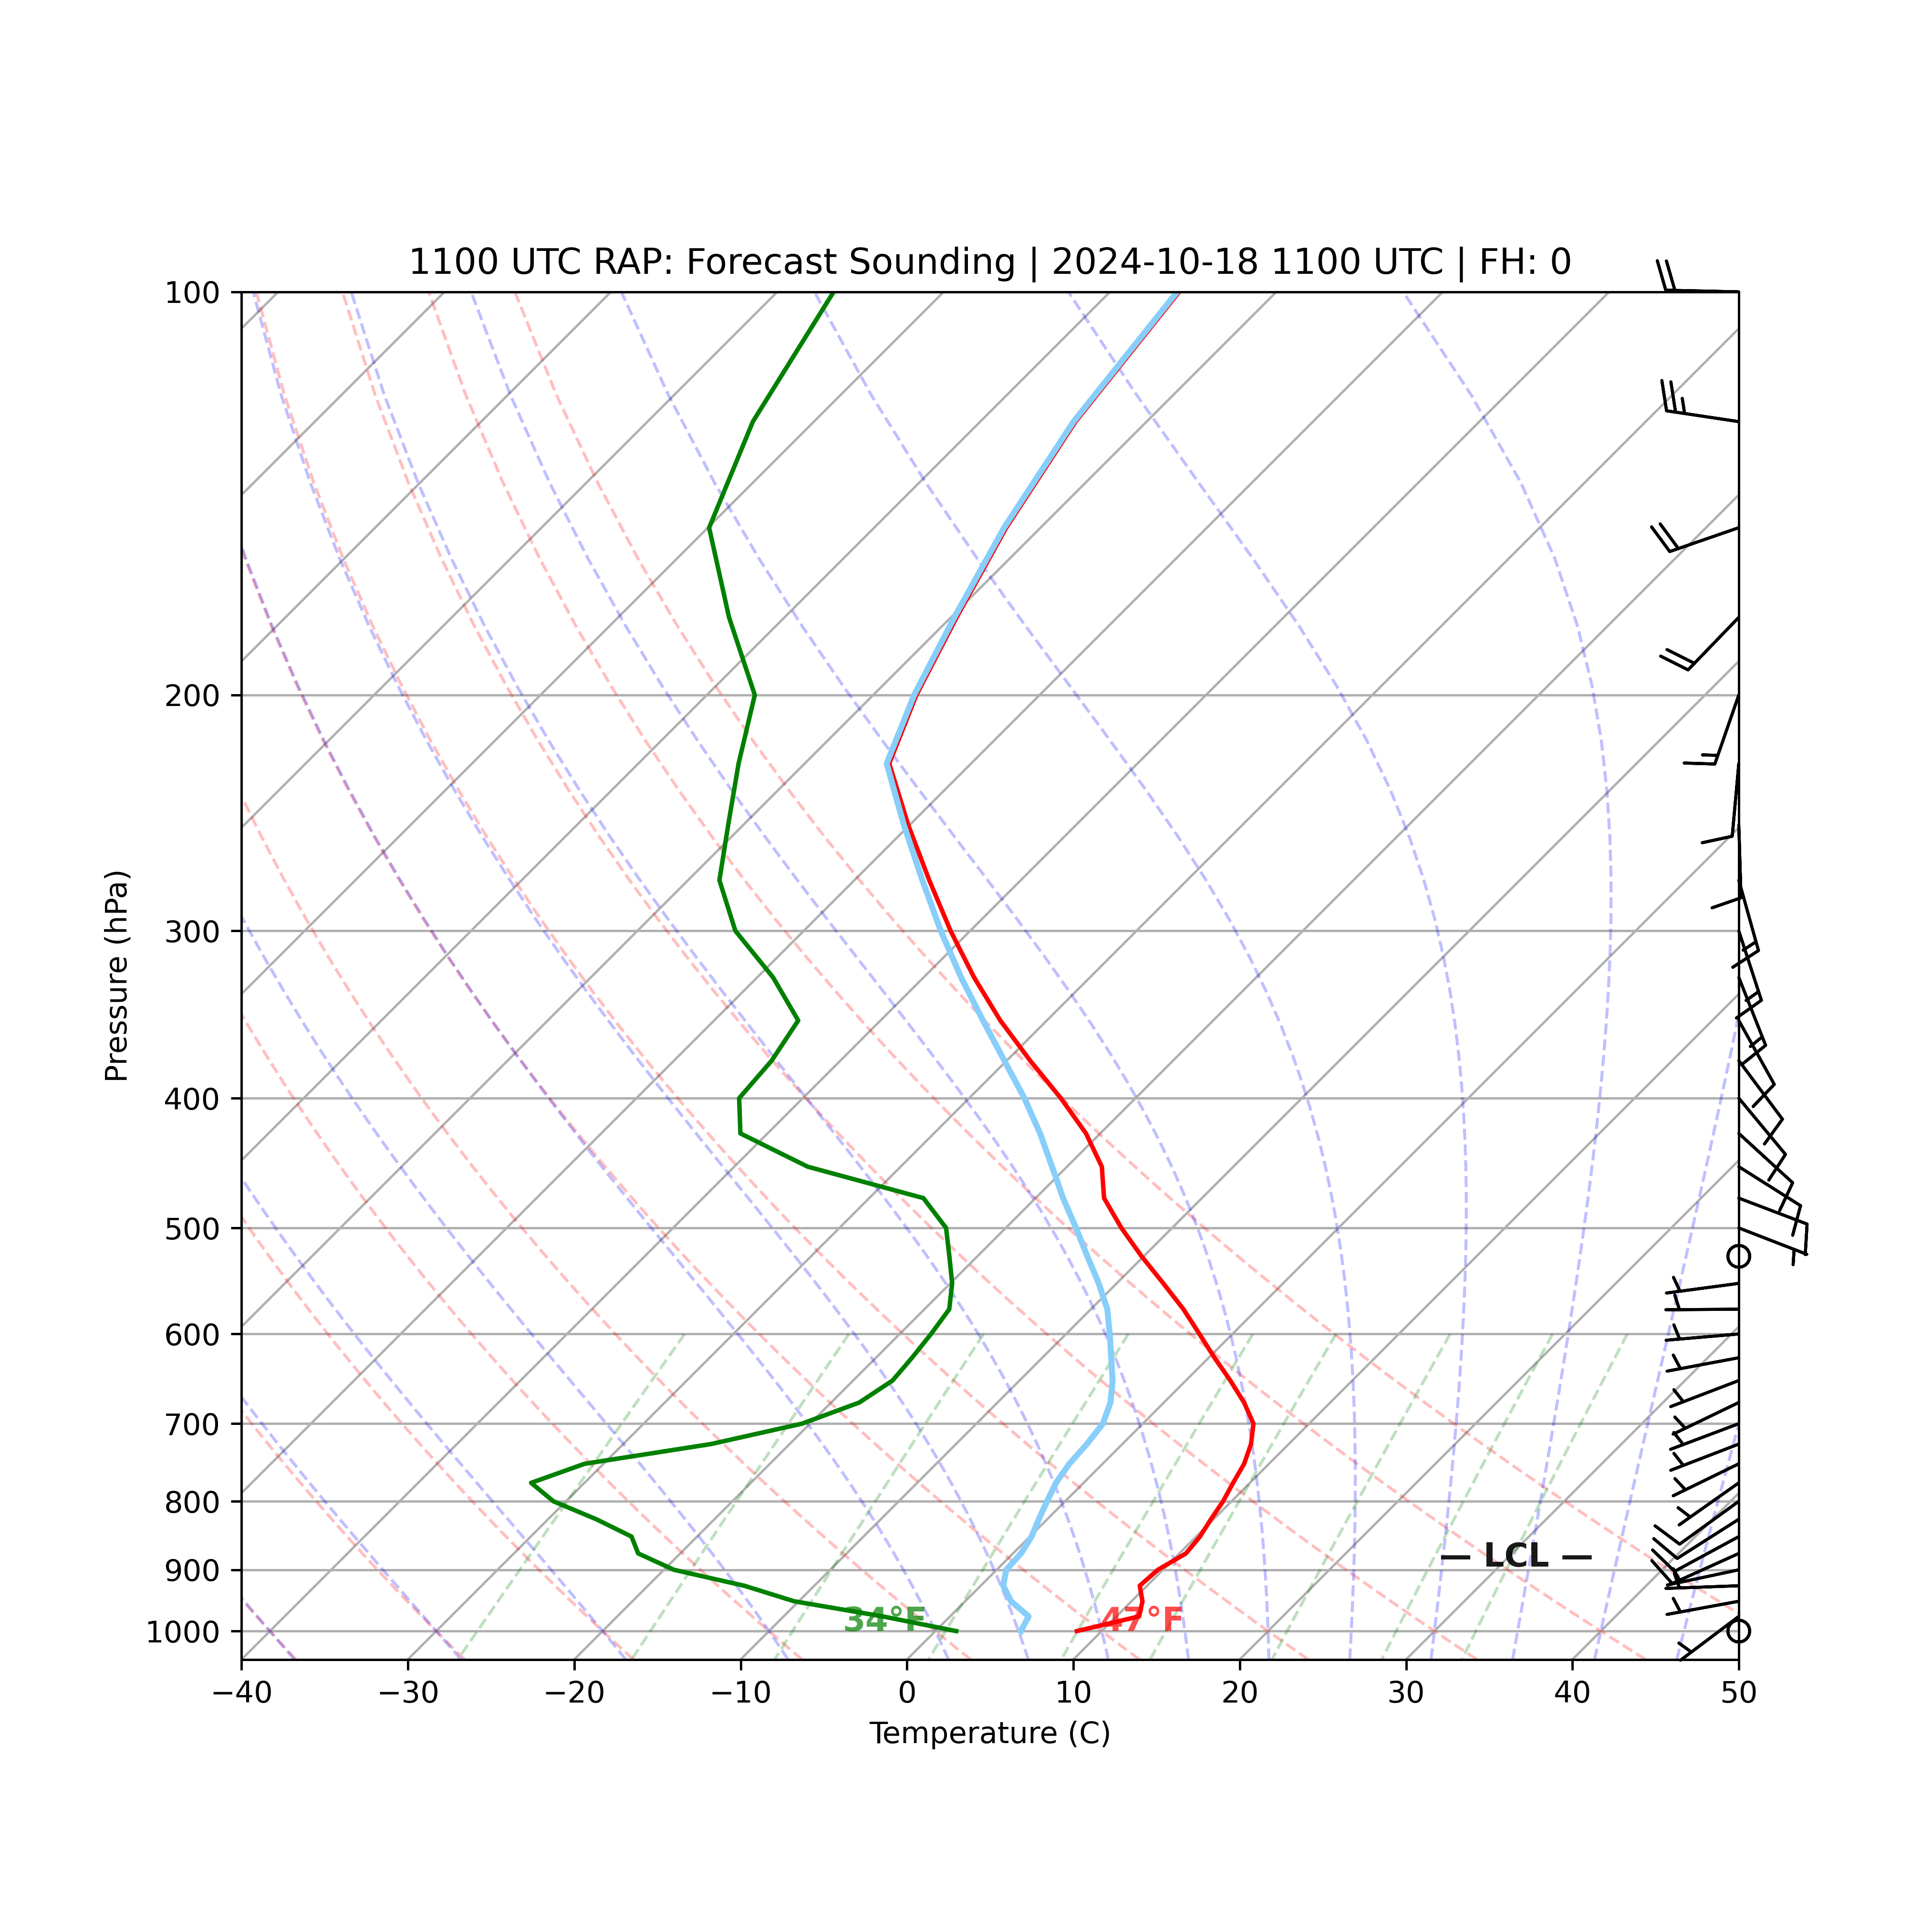 1100 UTC RAP: Forecast Sounding | 2024-10-18 1100 UTC | FH: 0
100
200
300
400
500
600
700
800
900
1000
Pressure (hPa)
— LCL —
34°F
47°F
−40 −30 −20 −10 0 10 20 30 40 50
Temperature (C)